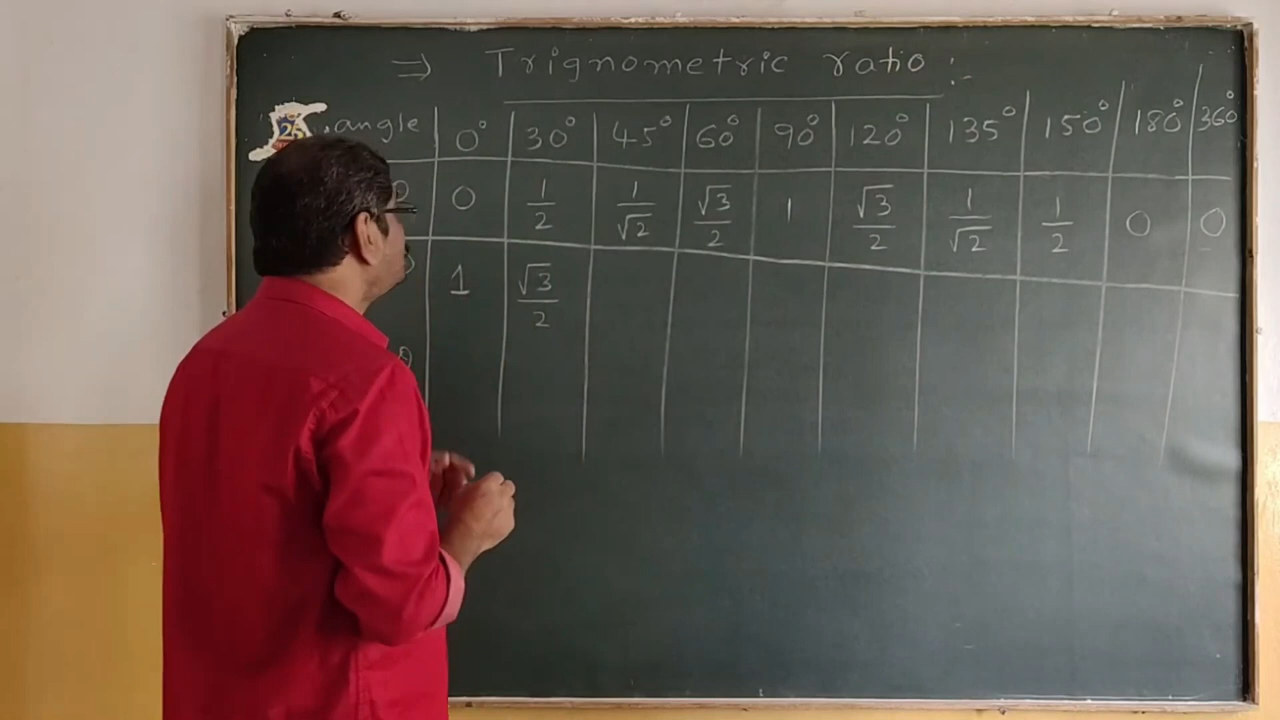 ⇒ Trignometric ratio :-
angle 0° 30° 45° 60° 90° 120° 135° 150° 180° 360°
θ 0 1/2 1/√2 √3/2 1 √3/2 1/√2 1/2 0 0
θ 1 √3/2
θ
25